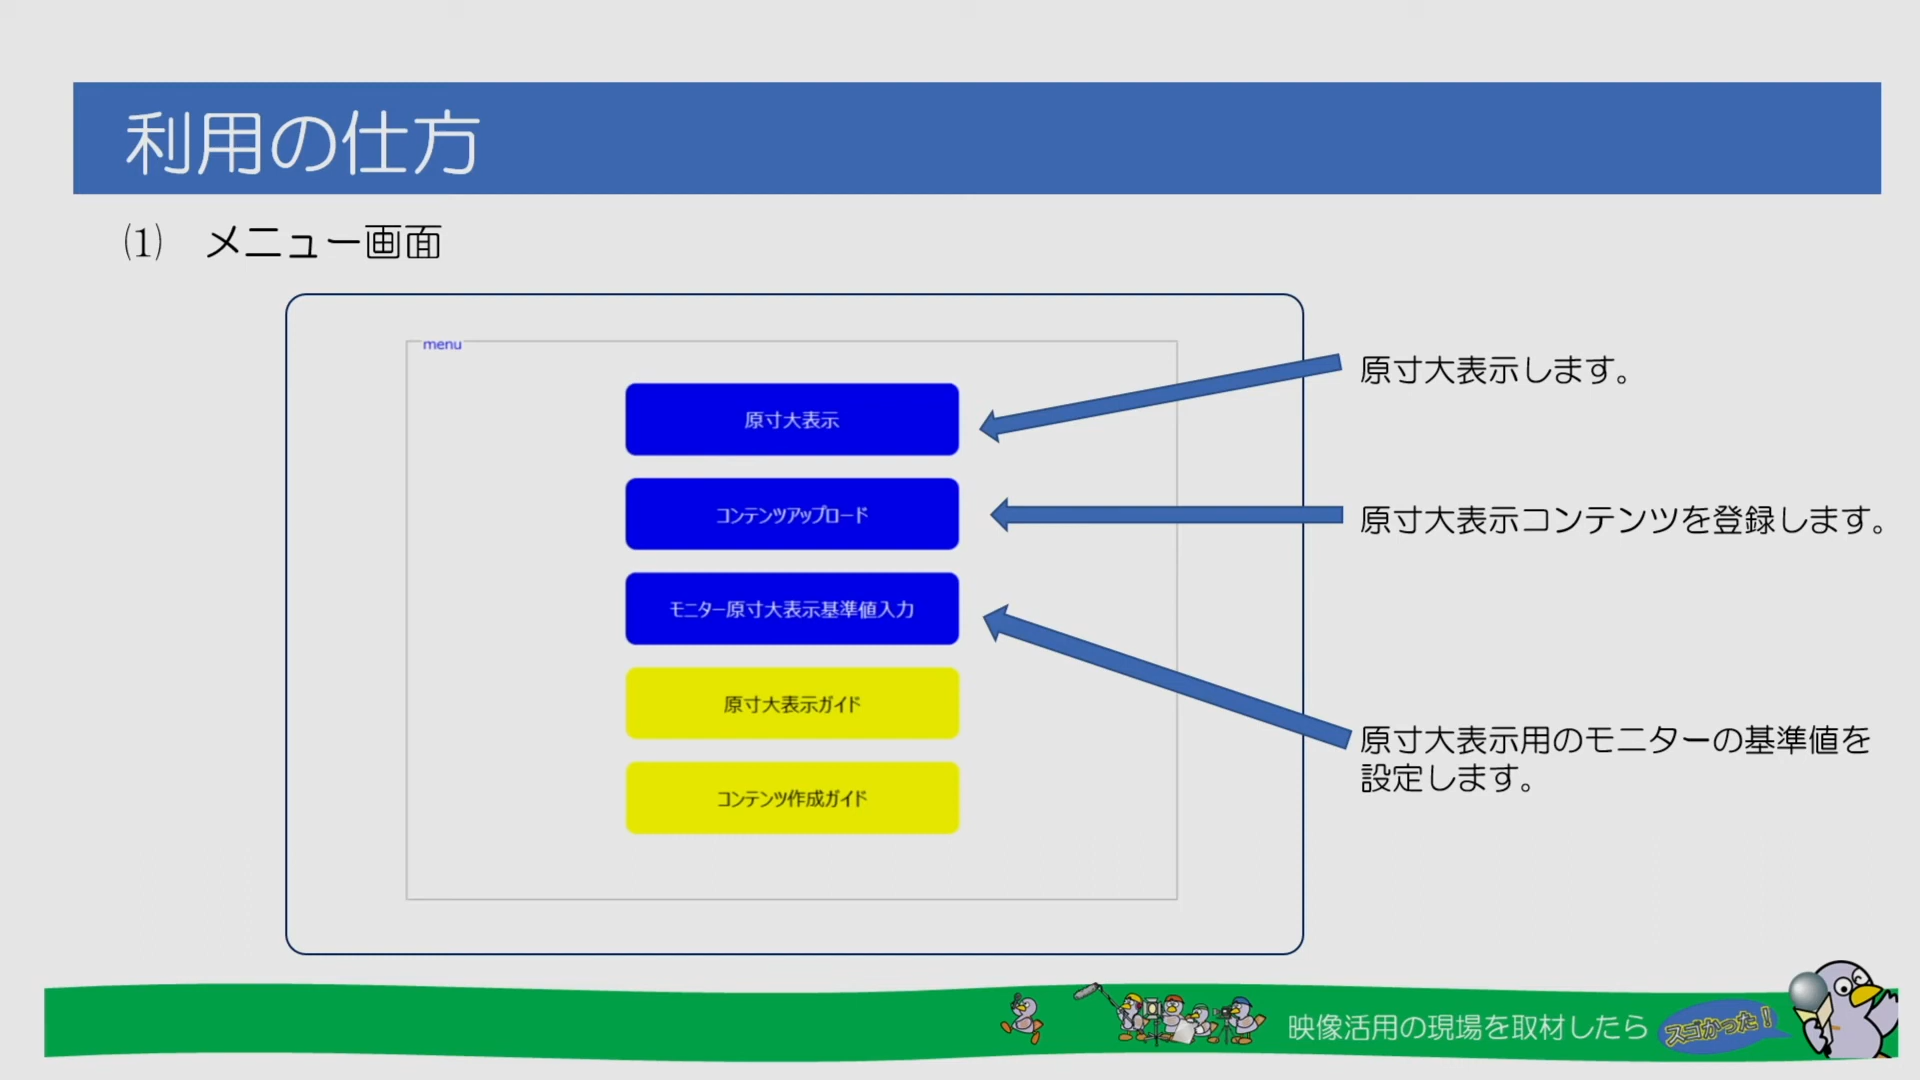 利用の仕方
⑴ メニュー画面
menu
原寸大表示
原寸大表示します。
コンテンツアップロード
原寸大表示コンテンツを登録します。
モニター原寸大表示基準値入力
原寸大表示ガイド
原寸大表示用のモニターの基準値を
設定します。
コンテンツ作成ガイド
映像活用の現場を取材したら
スゴかった！